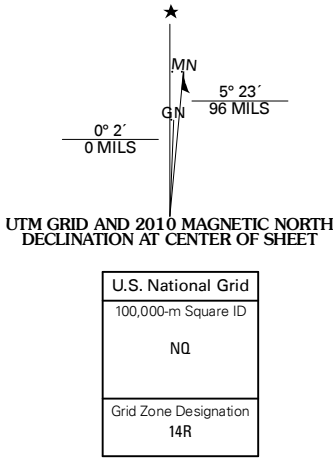 ★
MN
5° 23´
96 MILS
GN
0° 2´
0 MILS
UTM GRID AND 2010 MAGNETIC NORTH
DECLINATION AT CENTER OF SHEET
U.S. National Grid
100,000-m Square ID
NQ
Grid Zone Designation
14R